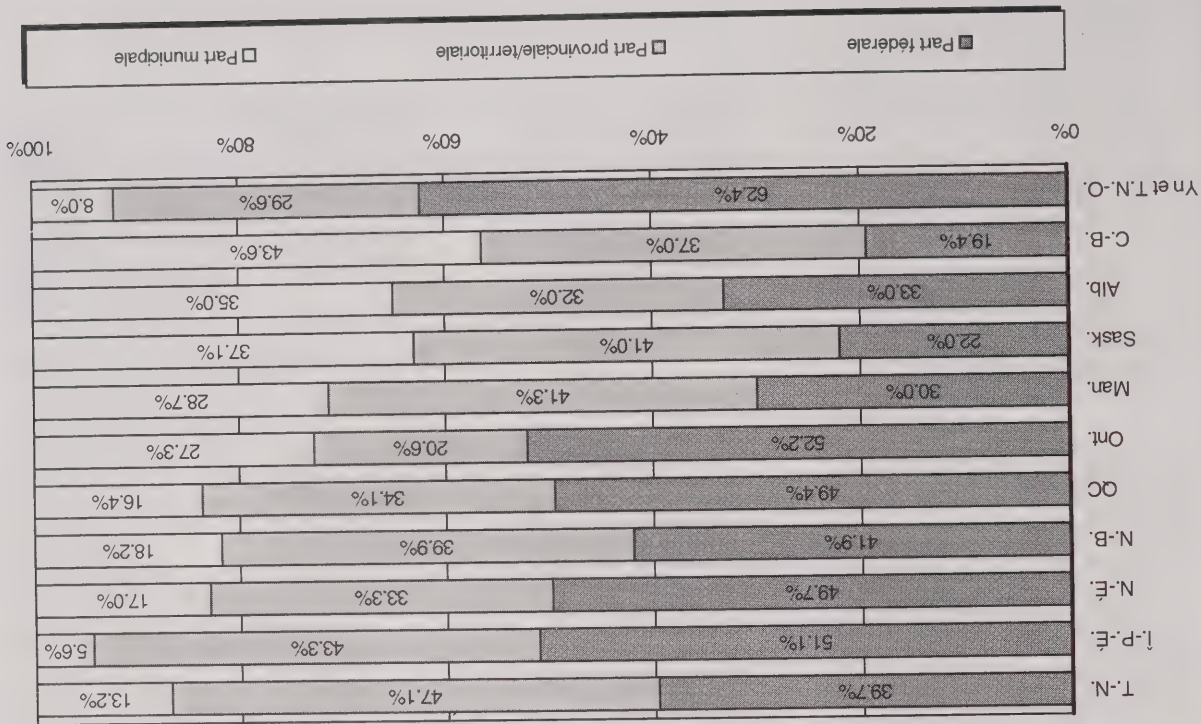 T.-N. 39.7% 47.1% 13.2%
Î.-P.-É. 51.1% 43.3% 5.6%
N.-É. 49.7% 33.3% 17.0%
N.-B. 41.9% 39.9% 18.2%
QC 49.4% 34.1% 16.4%
Ont. 52.2% 20.6% 27.3%
Man. 30.0% 41.3% 28.7%
Sask. 22.0% 41.0% 37.1%
Alb. 33.0% 32.0% 35.0%
C.-B. 19.4% 37.0% 43.6%
Yn et T.N.-O. 62.4% 29.6% 8.0%
0% 20% 40% 60% 80% 100%
Part fédérale Part provinciale/territoriale Part municipale